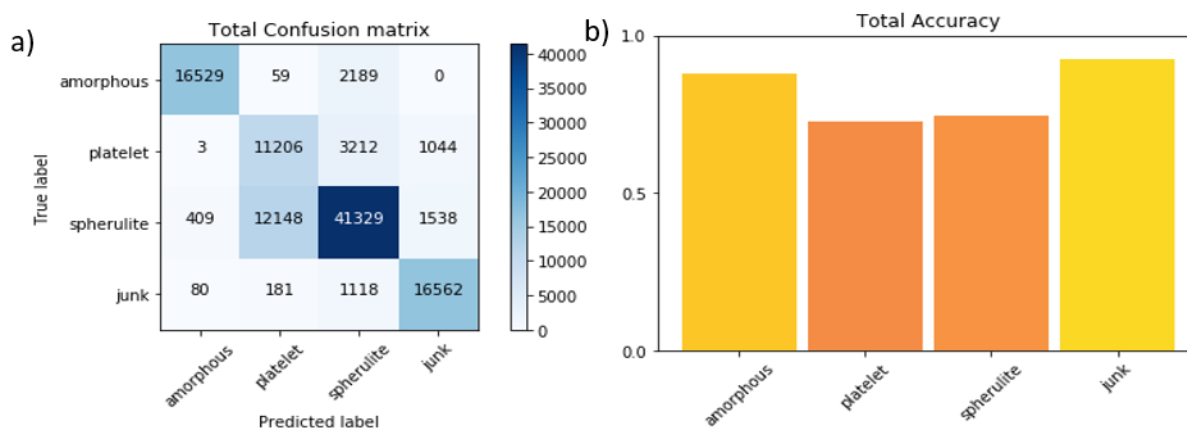 a)
Total Confusion matrix
True label
amorphous 16529 59 2189 0
platelet 3 11206 3212 1044
spherulite 409 12148 41329 1538
junk 80 181 1118 16562
amorphous platelet spherulite junk
Predicted label
40000
35000
30000
25000
20000
15000
10000
5000
0
b)
Total Accuracy
1.0
0.5
0.0
amorphous platelet spherulite junk